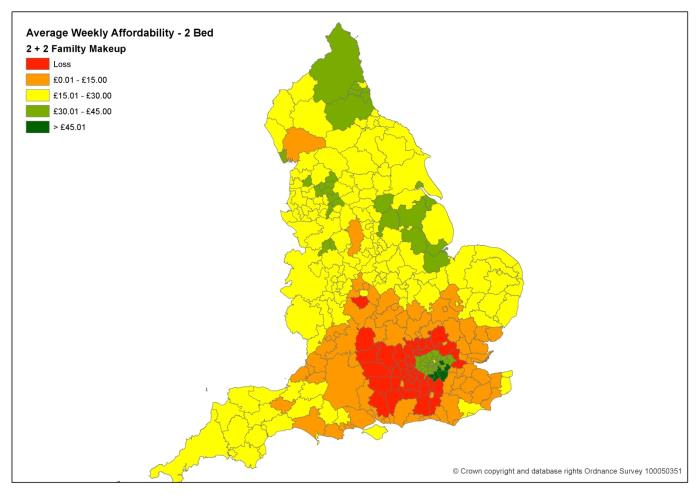 Average Weekly Affordability - 2 Bed
2 + 2 Familty Makeup
Loss
£0.01 - £15.00
£15.01 - £30.00
£30.01 - £45.00
> £45.01
© Crown copyright and database rights Ordnance Survey 100050351